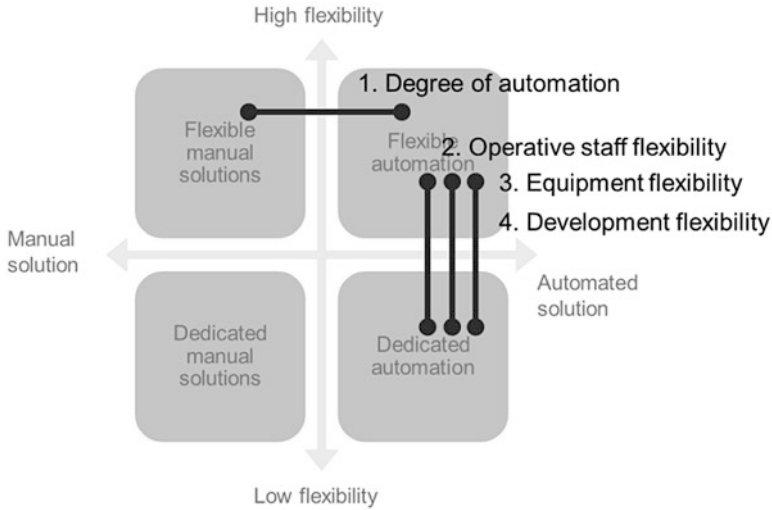 High flexibility
1. Degree of automation
Flexible
manual
solutions
Flexible
automation
2. Operative staff flexibility
3. Equipment flexibility
4. Development flexibility
Manual
solution
Automated
solution
Dedicated
manual
solutions
Dedicated
automation
Low flexibility